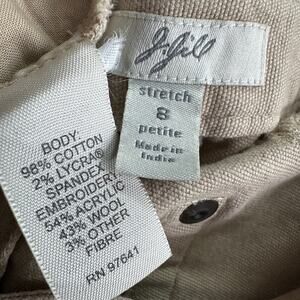 J.Jill
stretch
8
petite
Made in
India
BODY:
98% COTTON
2% LYCRA®
SPANDEX
EMBROIDERY
54% ACRYLIC
43% WOOL
3% OTHER
FIBRE
RN 97641